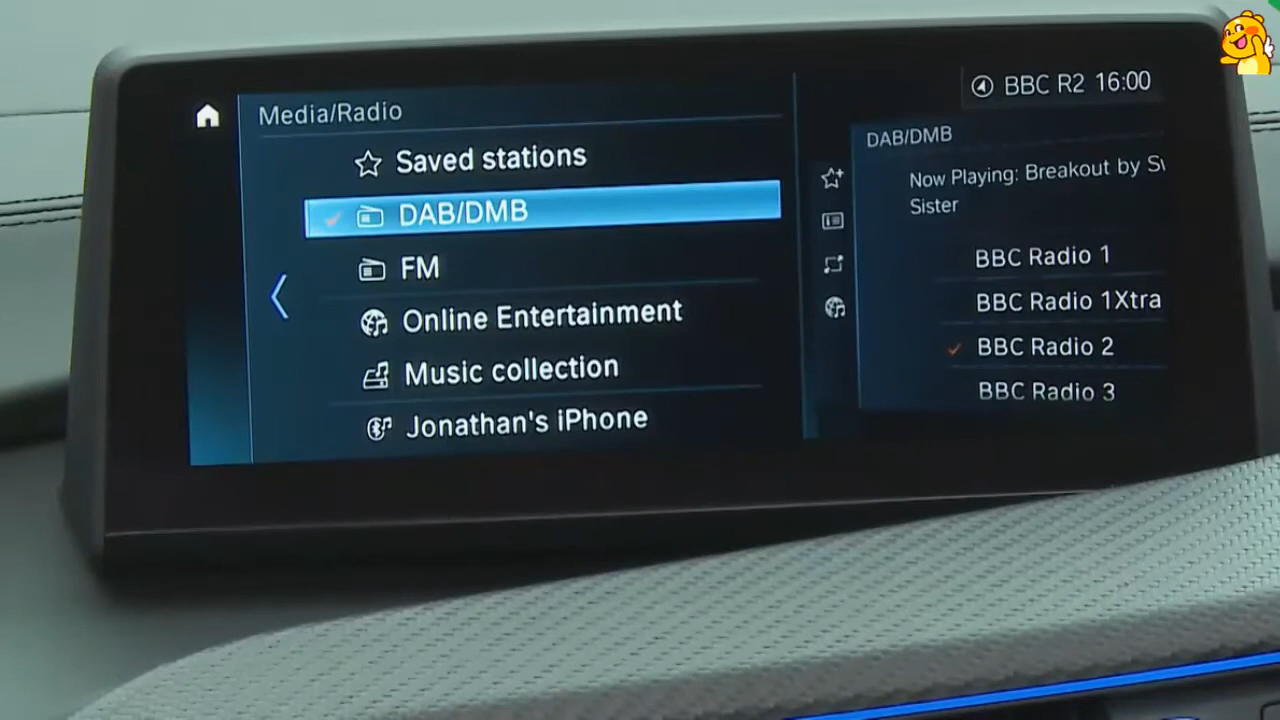 Media/Radio
Saved stations
DAB/DMB
FM
Online Entertainment
Music collection
Jonathan's iPhone
BBC R2 16:00
DAB/DMB
Now Playing: Breakout by
Sister
BBC Radio 1
BBC Radio 1Xtra
BBC Radio 2
BBC Radio 3